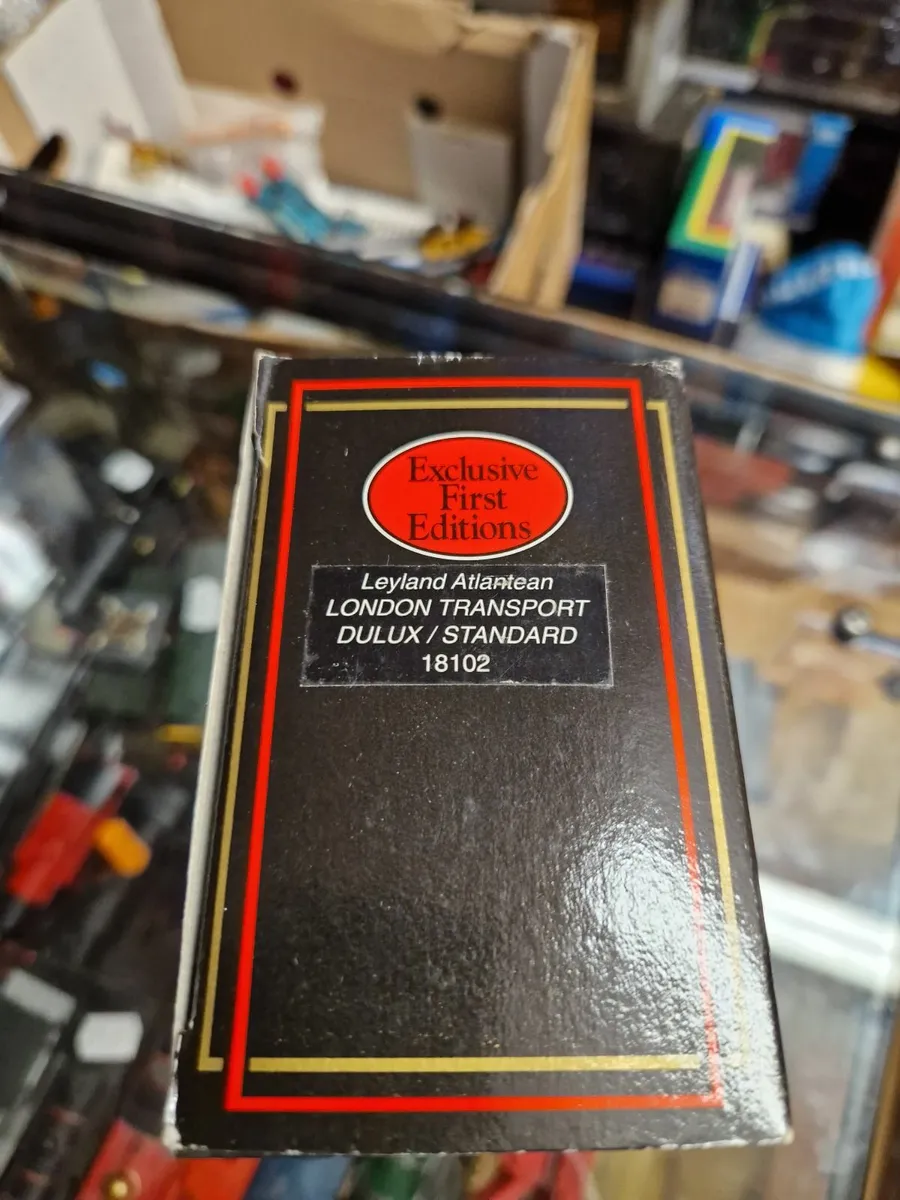 Exclusive
First
Editions
Leyland Atlantean
LONDON TRANSPORT
DULUX / STANDARD
18102